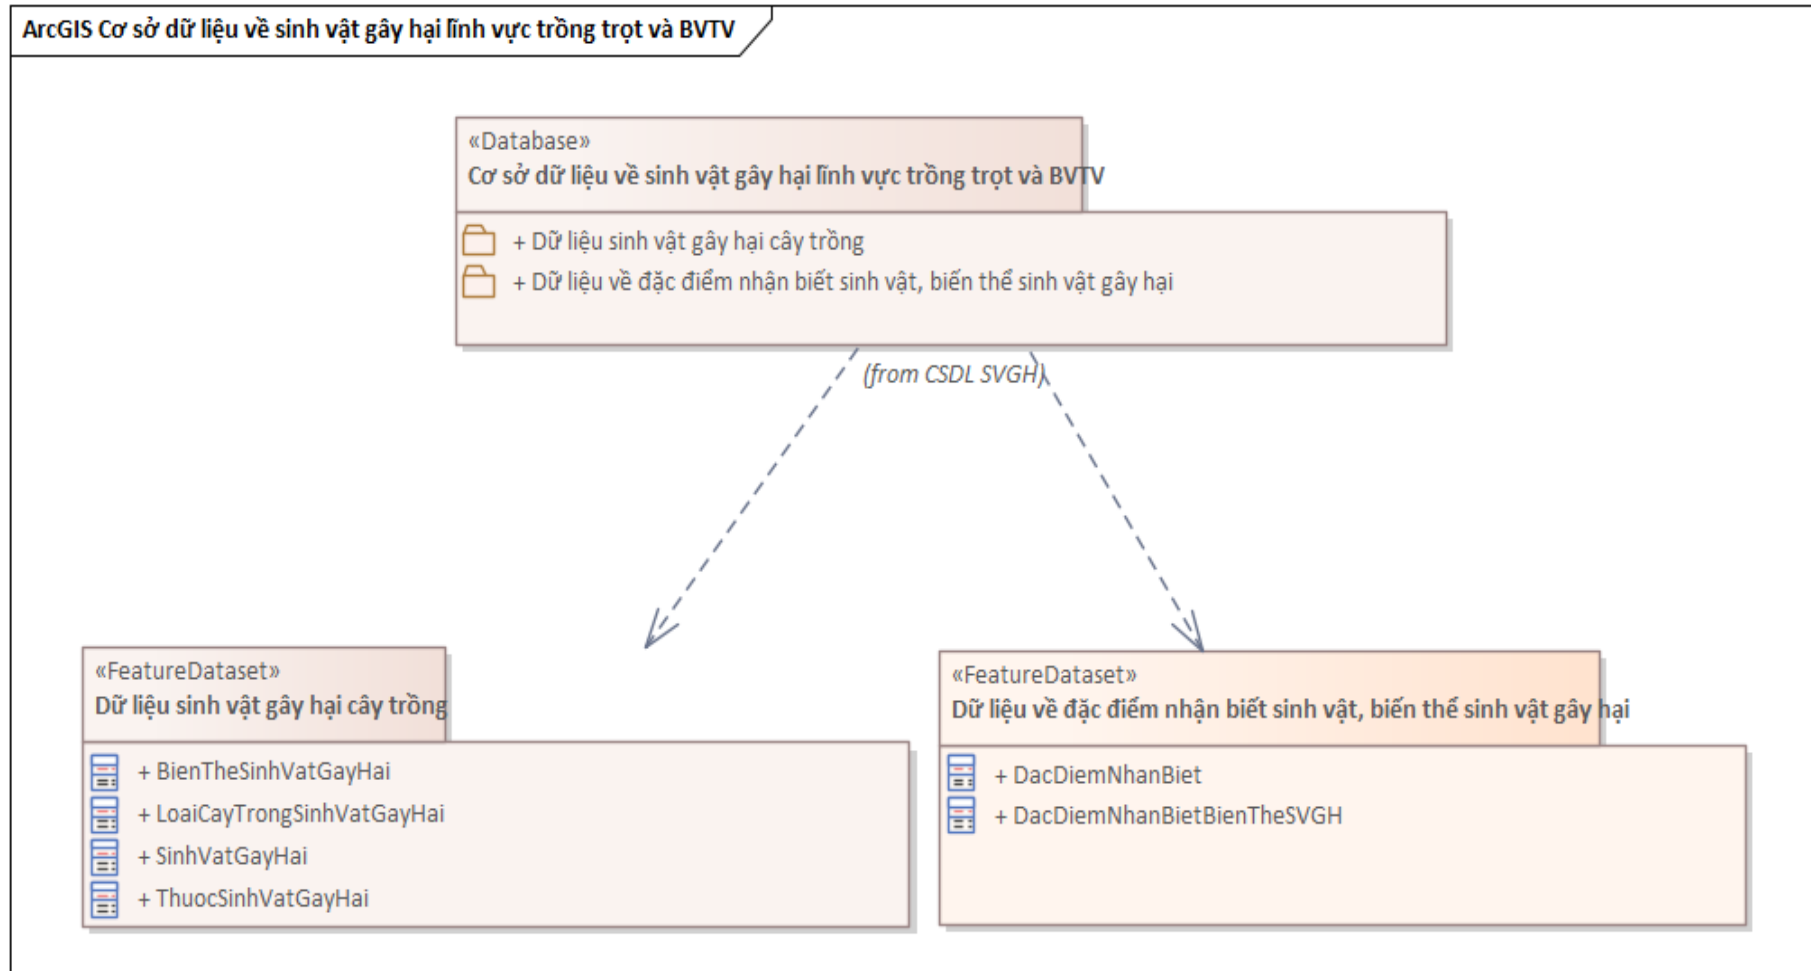 ArcGIS Cơ sở dữ liệu về sinh vật gây hại lĩnh vực trồng trọt và BVTV
«Database»
Cơ sở dữ liệu về sinh vật gây hại lĩnh vực trồng trọt và BVTV
+ Dữ liệu sinh vật gây hại cây trồng
+ Dữ liệu về đặc điểm nhận biết sinh vật, biến thể sinh vật gây hại
(from CSDL SVGH)
«FeatureDataset»
Dữ liệu sinh vật gây hại cây trồng
+ BienTheSinhVatGayHai
+ LoaiCayTrongSinhVatGayHai
+ SinhVatGayHai
+ ThuocSinhVatGayHai
«FeatureDataset»
Dữ liệu về đặc điểm nhận biết sinh vật, biến thể sinh vật gây hại
+ DacDiemNhanBiet
+ DacDiemNhanBietBienTheSVGH